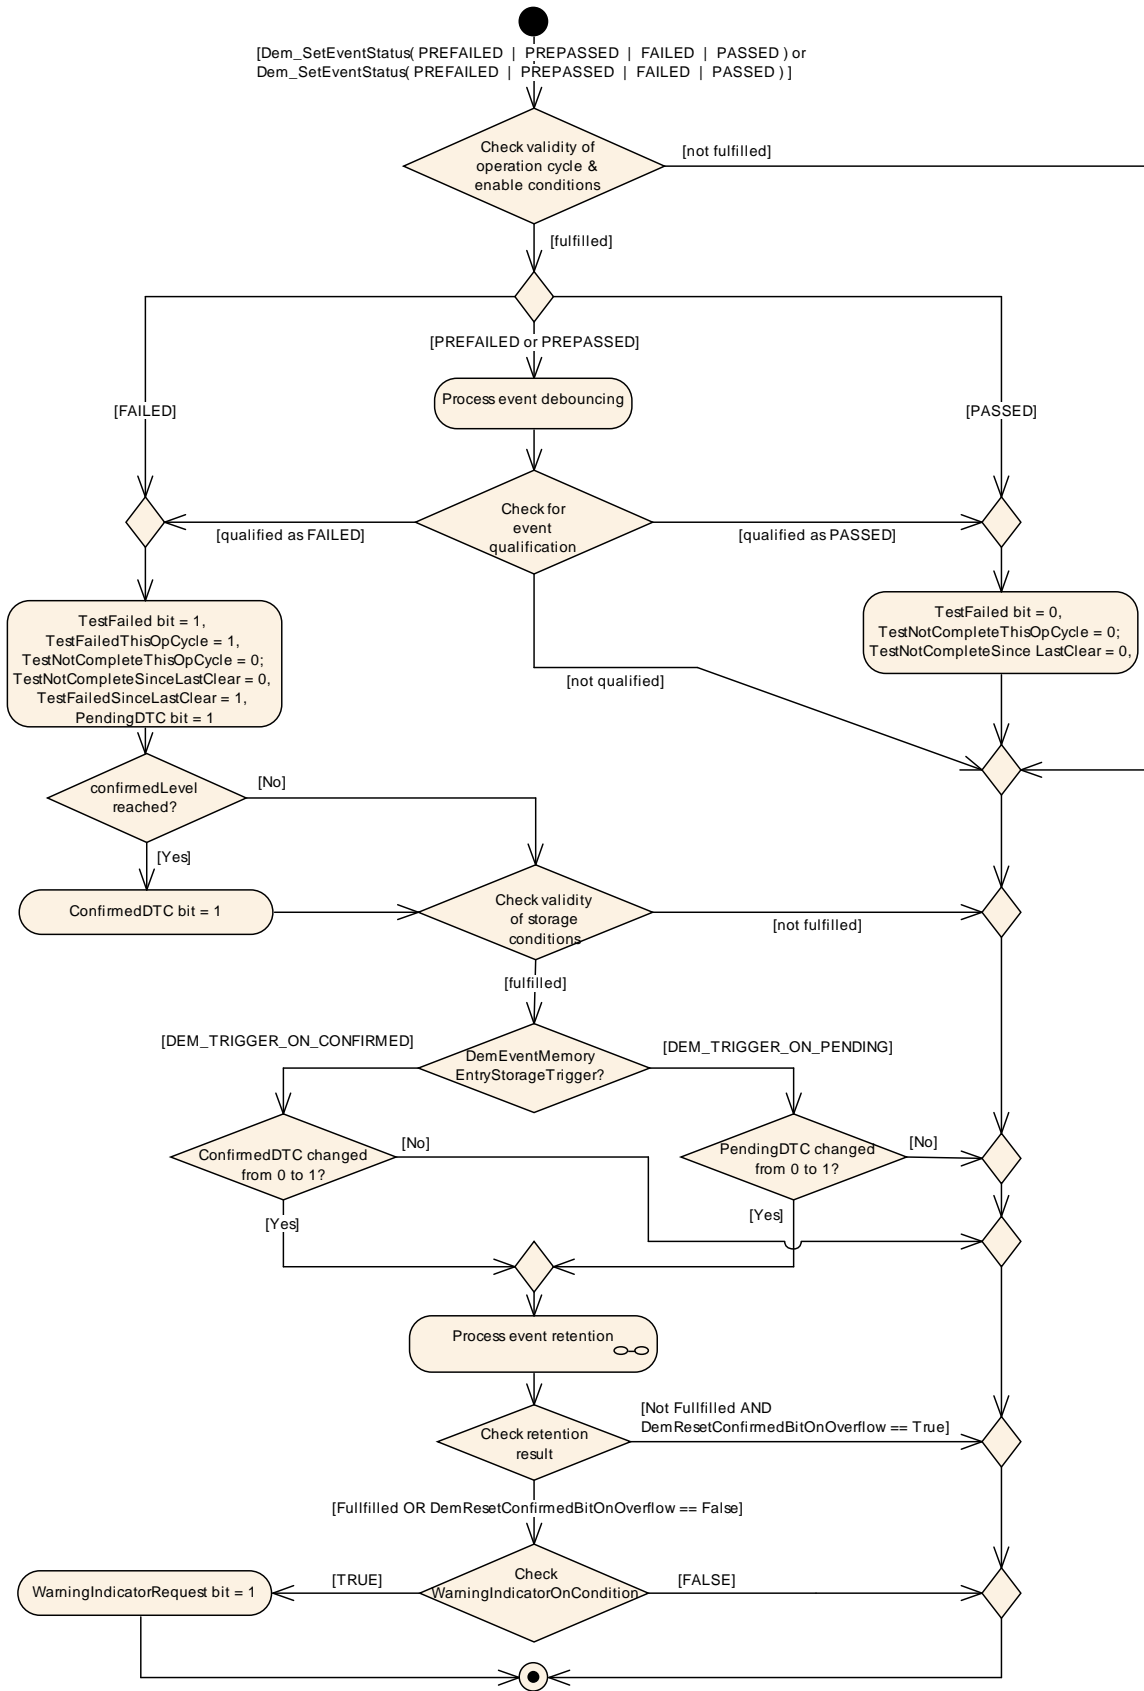 [Dem_SetEventStatus( PREFAILED | PREPASSED | FAILED | PASSED ) or
Dem_SetEventStatus( PREFAILED | PREPASSED | FAILED | PASSED ) ]
Check validity of
operation cycle &
enable conditions
[not fulfilled]
[fulfilled]
[PREFAILED or PREPASSED]
Process event debouncing
[FAILED]
[PASSED]
Check for
event
qualification
[qualified as FAILED]
[qualified as PASSED]
TestFailed bit = 1,
TestFailedThisOpCycle = 1,
TestNotCompleteThisOpCycle = 0;
TestNotCompleteSinceLastClear = 0,
TestFailedSinceLastClear = 1,
PendingDTC bit = 1
TestFailed bit = 0,
TestNotCompleteThisOpCycle = 0;
TestNotCompleteSince LastClear = 0,
[not qualified]
confirmedLevel
reached?
[No]
[Yes]
ConfirmedDTC bit = 1
Check validity
of storage
conditions
[not fulfilled]
[fulfilled]
[DEM_TRIGGER_ON_CONFIRMED]
DemEventMemory
EntryStorageTrigger?
[DEM_TRIGGER_ON_PENDING]
ConfirmedDTC changed
from 0 to 1?
[No]
PendingDTC changed
from 0 to 1?
[No]
[Yes]
[Yes]
Process event retention
Check retention
result
[Not Fullfilled AND
DemResetConfirmedBitOnOverflow == True]
[Fullfilled OR DemResetConfirmedBitOnOverflow == False]
Check
WarningIndicatorOnCondition
[TRUE]
[FALSE]
WarningIndicatorRequest bit = 1